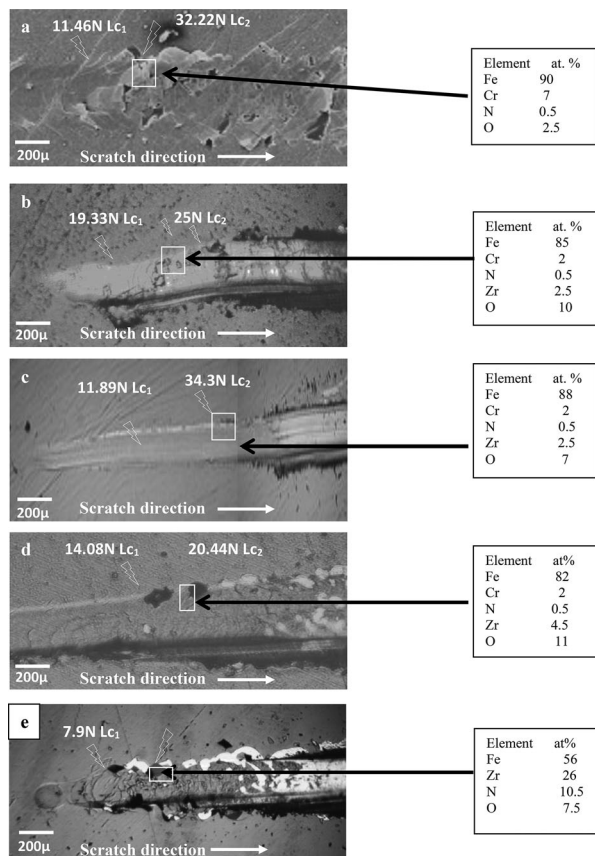 a
11.46N Lc₁
32.22N Lc₂
200μ
Scratch direction
Element at. %
Fe 90
Cr 7
N 0.5
O 2.5
b
19.33N Lc₁
25N Lc₂
200μ
Scratch direction
Element at. %
Fe 85
Cr 2
N 0.5
Zr 2.5
O 10
c
11.89N Lc₁
34.3N Lc₂
200μ
Scratch direction
Element at. %
Fe 88
Cr 2
N 0.5
Zr 2.5
O 7
d
14.08N Lc₁
20.44N Lc₂
200μ
Scratch direction
Element at%
Fe 82
Cr 2
N 0.5
Zr 4.5
O 11
e
7.9N Lc₁
200μ
Scratch direction
Element at%
Fe 56
Zr 26
N 10.5
O 7.5